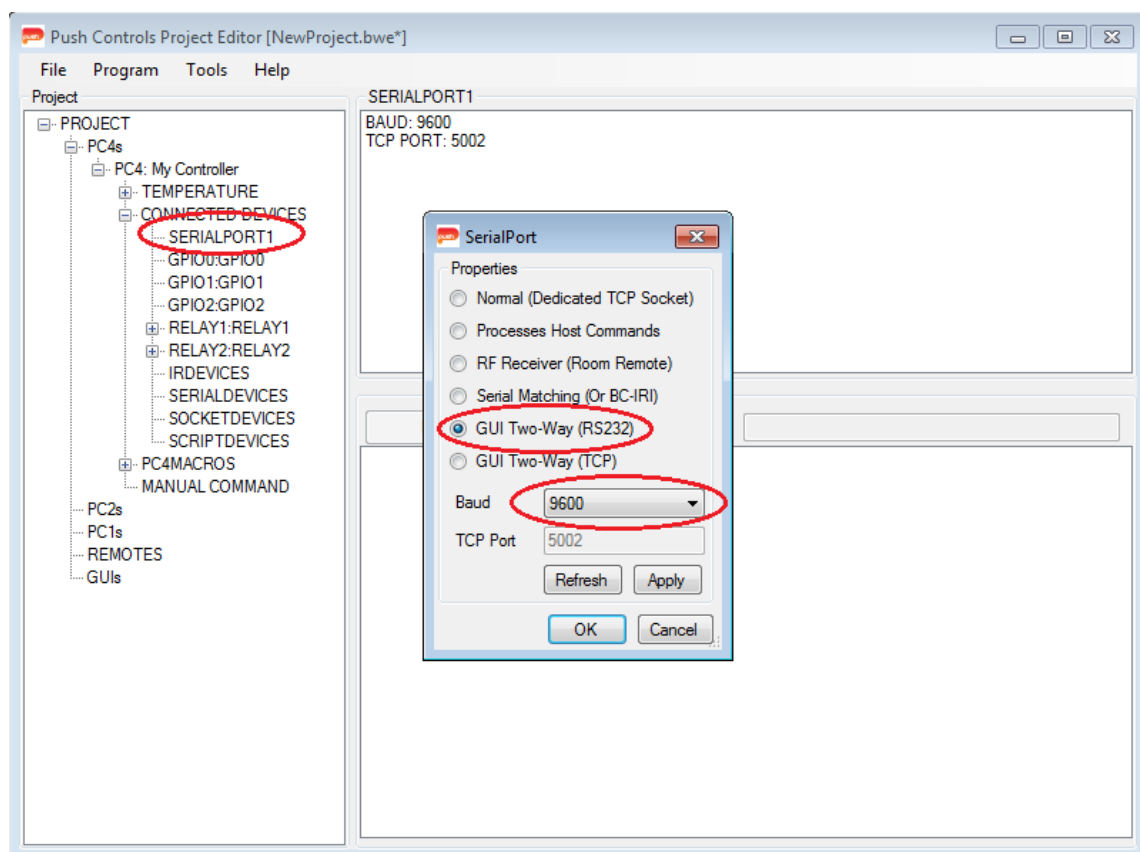 Push Controls Project Editor [NewProject.bwe*]
File Program Tools Help
Project
PROJECT
PC4s
PC4: My Controller
TEMPERATURE
CONNECTED DEVICES
SERIALPORT1
GPIO0:GPIO0
GPIO1:GPIO1
GPIO2:GPIO2
RELAY1:RELAY1
RELAY2:RELAY2
IRDEVICES
SERIALDEVICES
SOCKETDEVICES
SCRIPTDEVICES
PC4MACROS
MANUAL COMMAND
PC2s
PC1s
REMOTES
GUIs
SERIALPORT1
BAUD: 9600
TCP PORT: 5002
push SerialPort
Properties
Normal (Dedicated TCP Socket)
Processes Host Commands
RF Receiver (Room Remote)
Serial Matching (Or BC-IRI)
GUI Two-Way (RS232)
GUI Two-Way (TCP)
Baud 9600
TCP Port 5002
Refresh Apply
OK Cancel